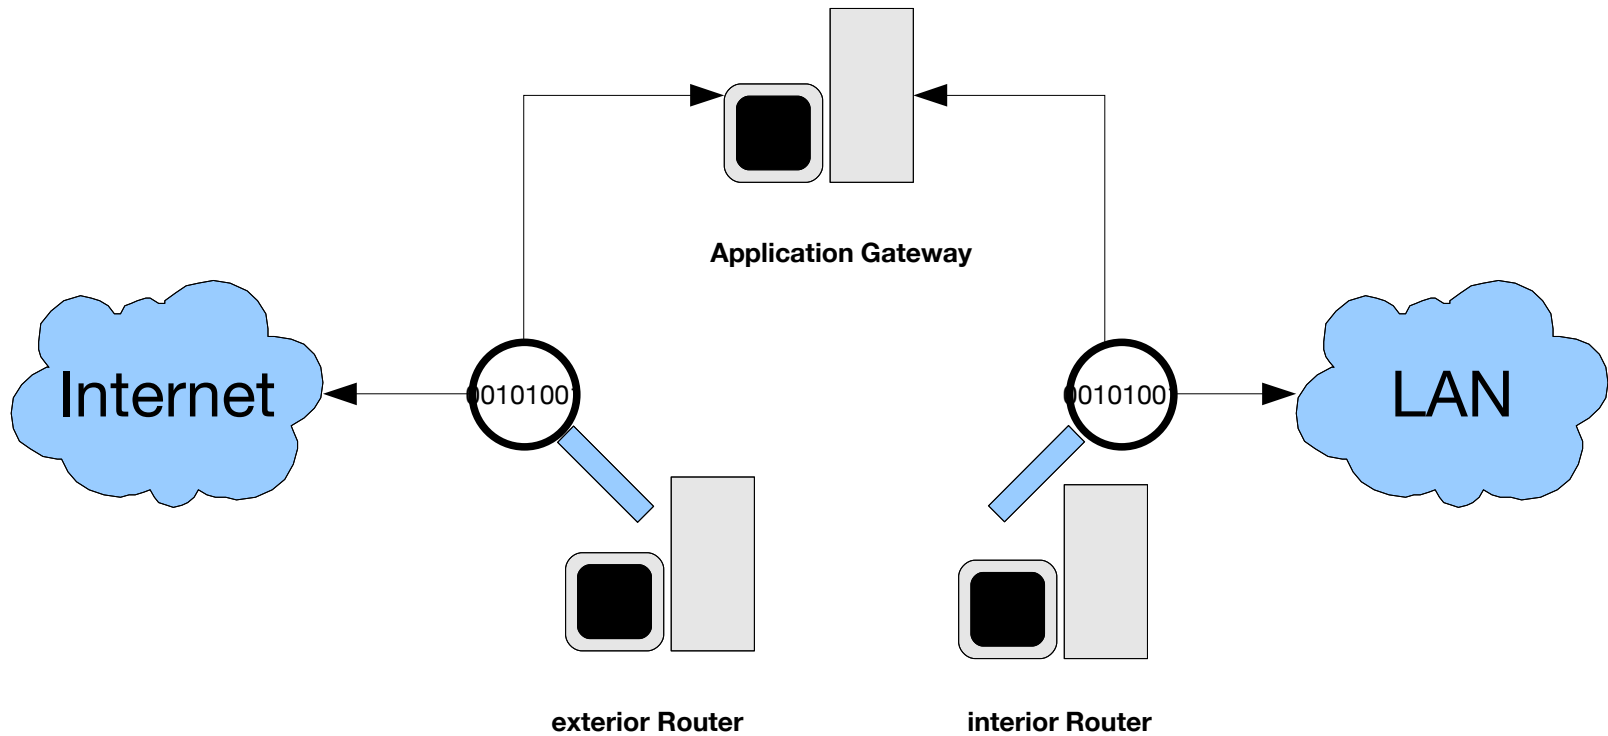 Application Gateway
Internet
0010100
0010100
LAN
exterior Router
interior Router